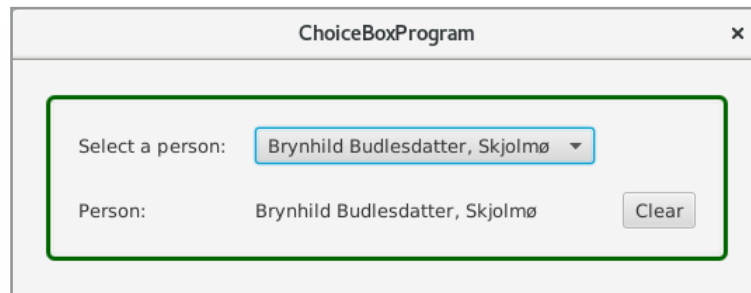 ChoiceBoxProgram ×
Select a person: Brynhild Budlesdatter, Skjolmø
Person: Brynhild Budlesdatter, Skjolmø Clear